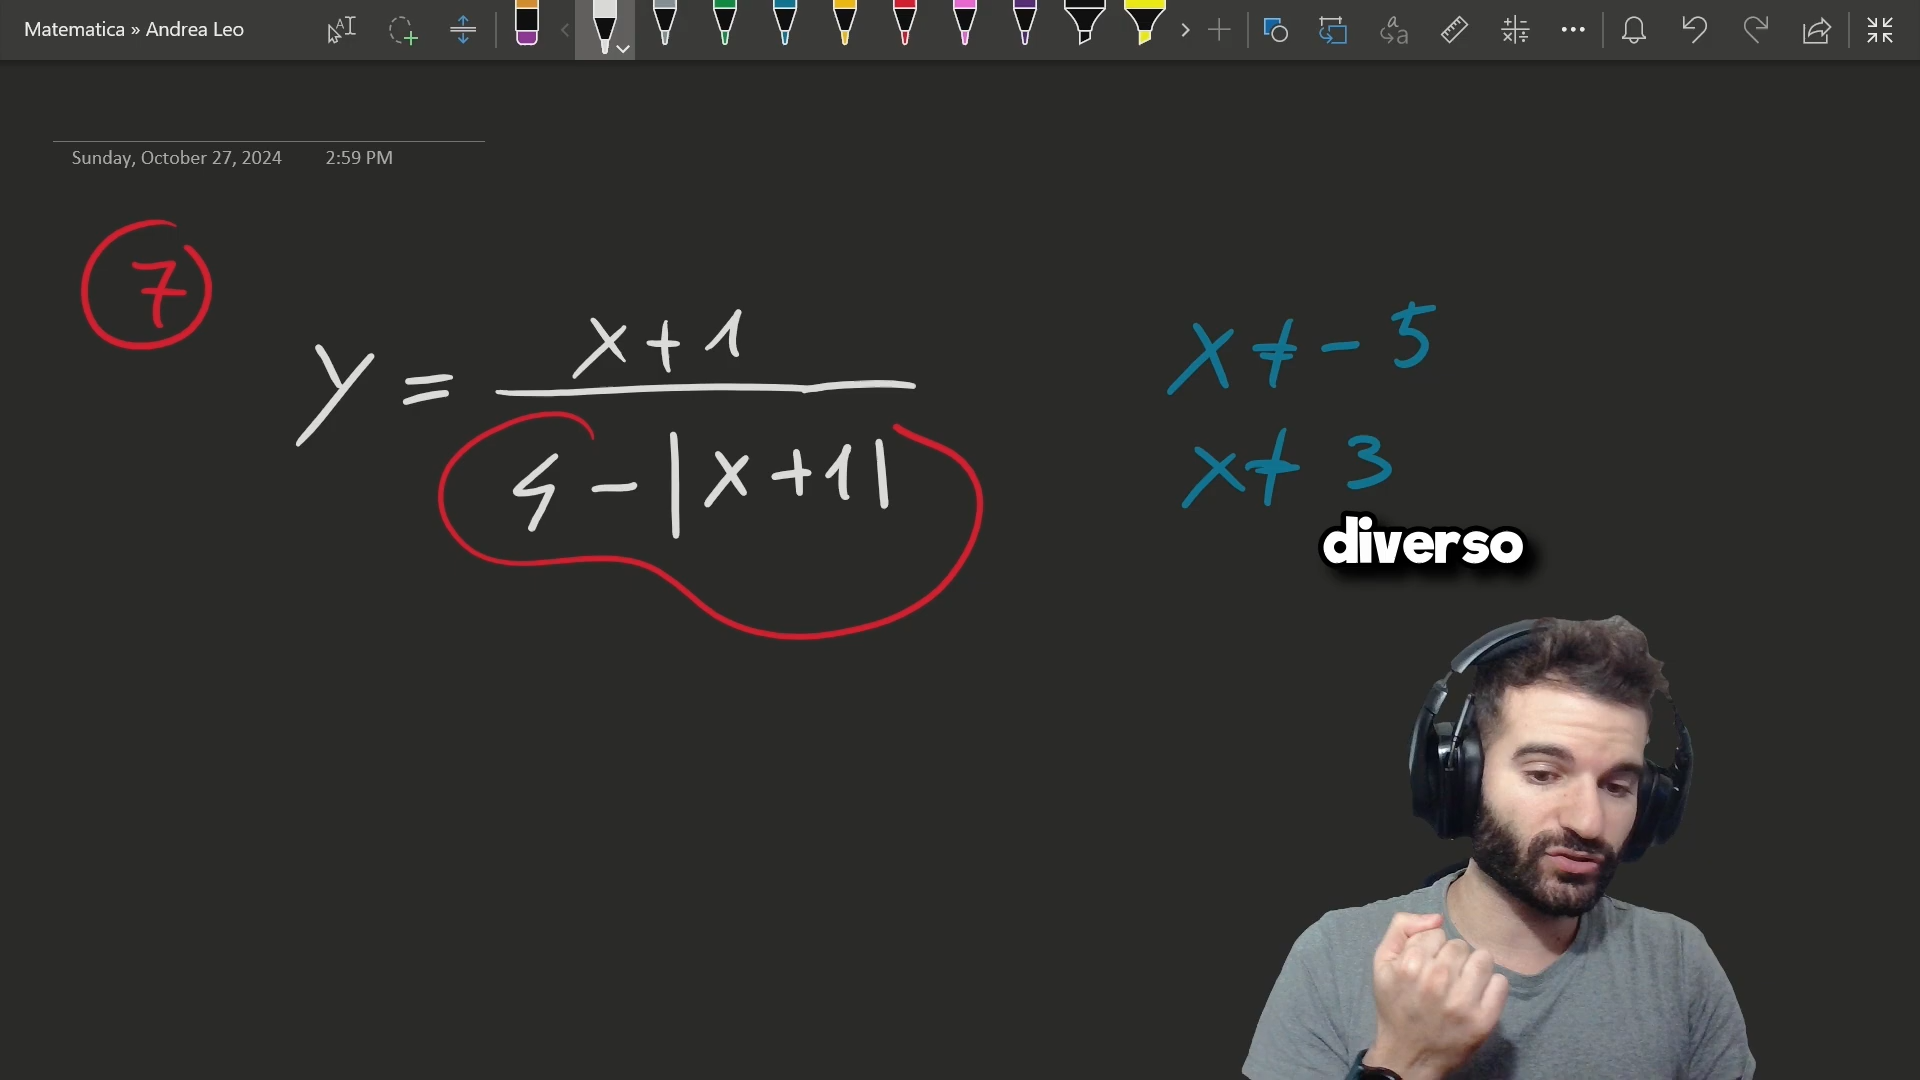 Matematica » Andrea Leo
Sunday, October 27, 2024 2:59 PM
7
y = x+1
4 - |x+1|
x ≠ - 5
x ≠ 3
diverso